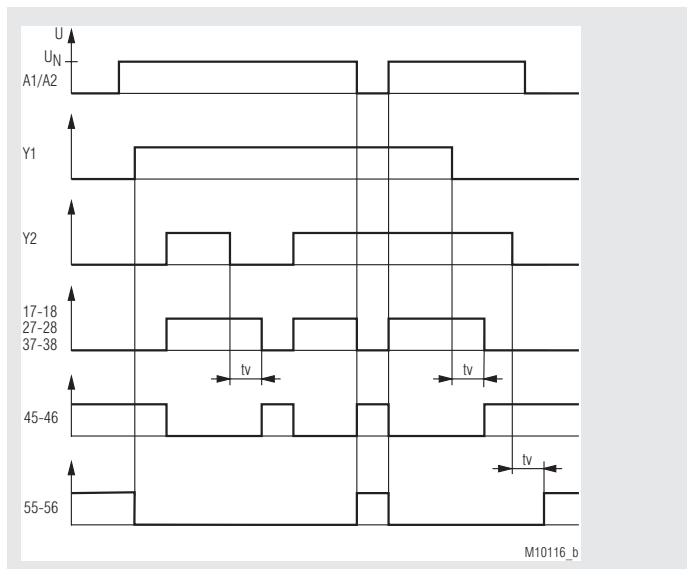 U
UN
A1/A2
Y1
Y2
17-18
27-28
37-38
tv
tv
45-46
tv
55-56
M10116_b